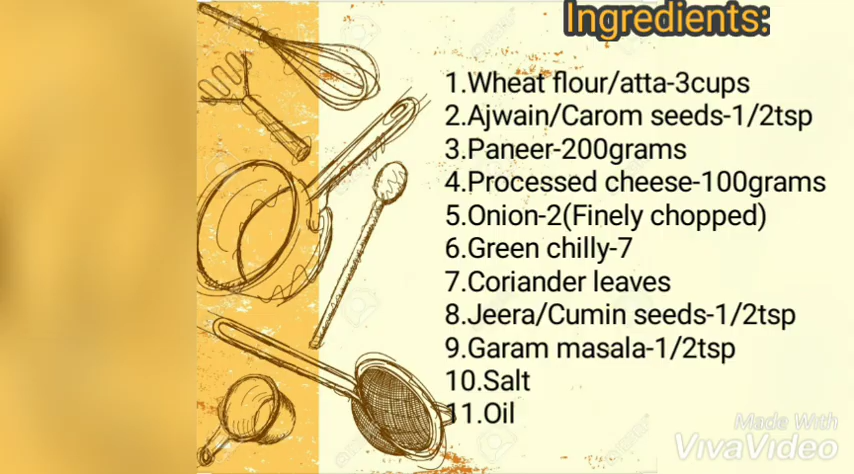 Ingredients:
1.Wheat flour/atta-3cups
2.Ajwain/Carom seeds-1/2tsp
3.Paneer-200grams
4.Processed cheese-100grams
5.Onion-2(Finely chopped)
6.Green chilly-7
7.Coriander leaves
8.Jeera/Cumin seeds-1/2tsp
9.Garam masala-1/2tsp
10.Salt
11.Oil
Made With
VivaVideo